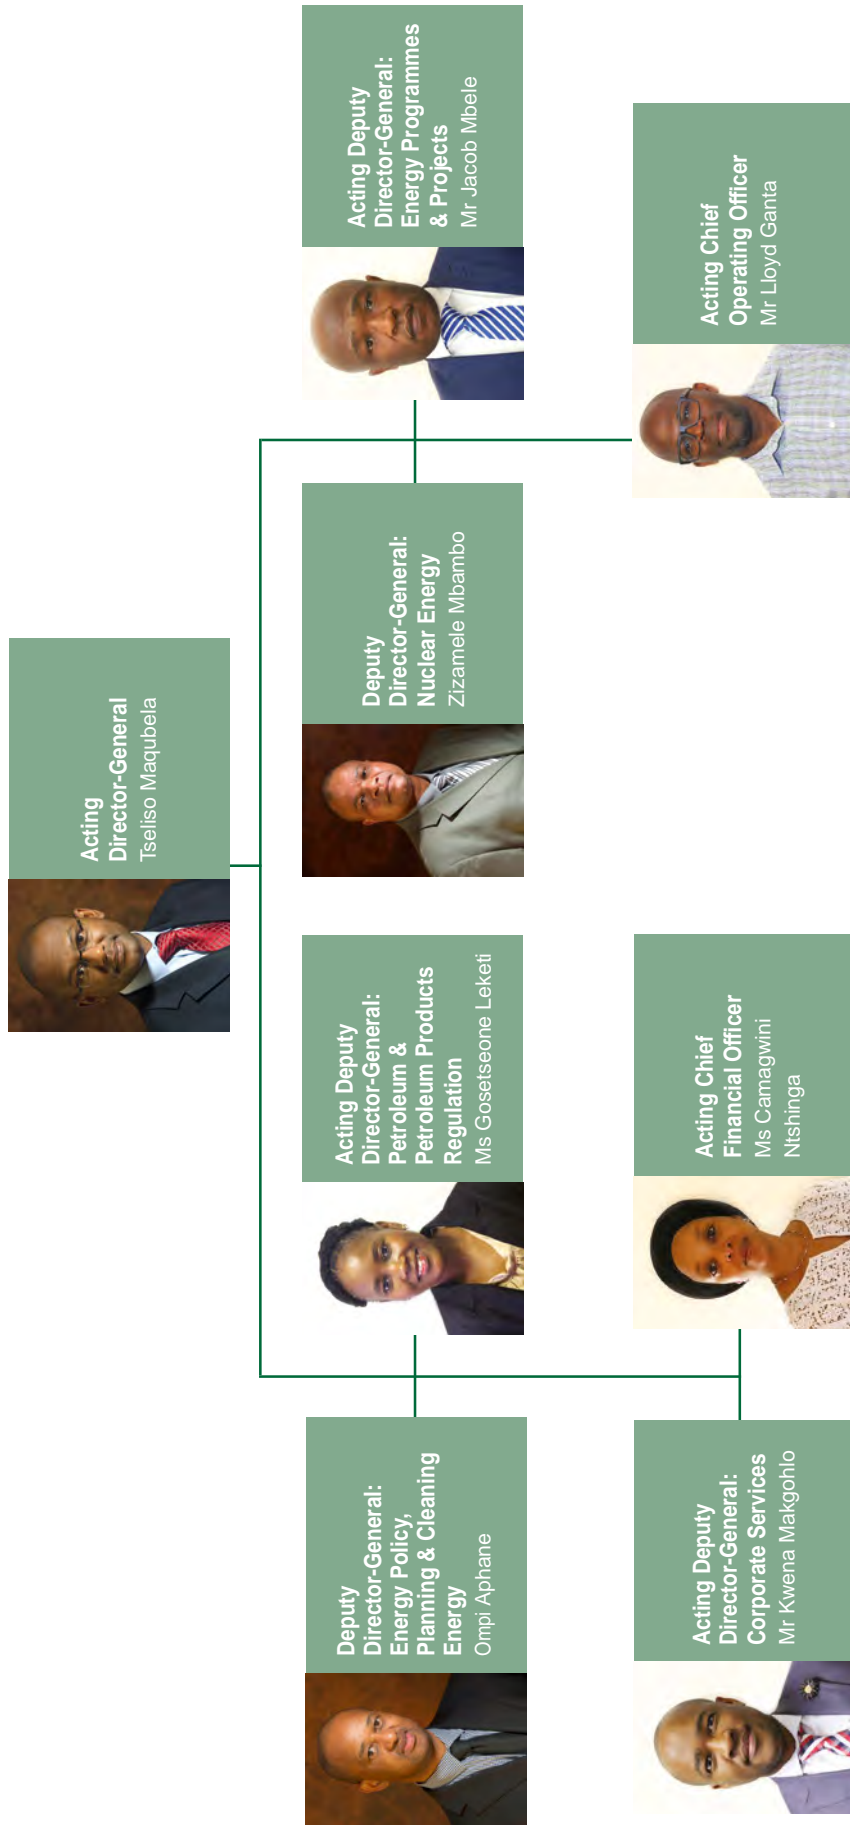 Acting
Director-General
Tseliso Maqubela
Deputy
Director-General:
Energy Policy,
Planning & Cleaning
Energy
Ompi Aphane
Acting Deputy
Director-General:
Petroleum &
Petroleum Products
Regulation
Ms Gosetseone Leketi
Deputy
Director-General:
Nuclear Energy
Zizamele Mbambo
Acting Deputy
Director-General:
Energy Programmes
& Projects
Mr Jacob Mbele
Acting Deputy
Director-General:
Corporate Services
Mr Kwena Makgohlo
Acting Chief
Financial Officer
Ms Camagwini
Ntshinga
Acting Chief
Operating Officer
Mr Lloyd Ganta